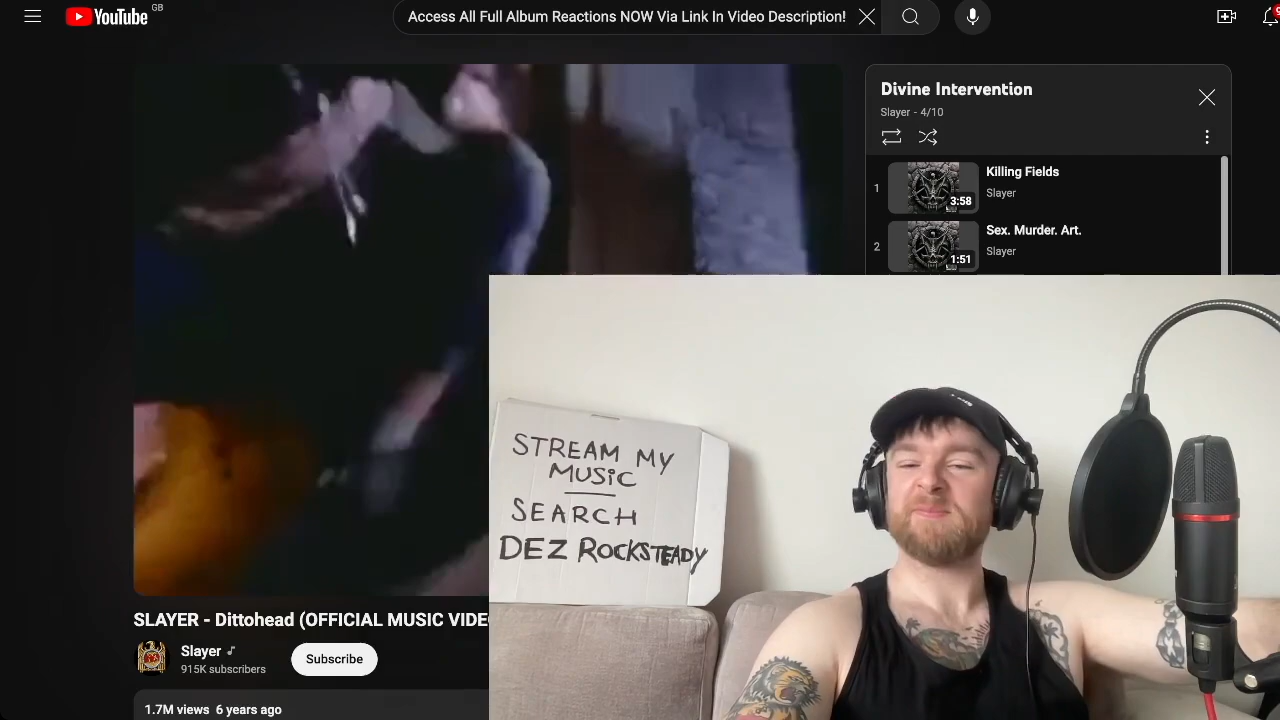 YouTube GB
Access All Full Album Reactions NOW Via Link In Video Description!
9
Divine Intervention
Slayer - 4/10
1
3:58
Killing Fields
Slayer
2
1:51
Sex. Murder. Art.
Slayer
STREAM MY
MUSIC
SEARCH
DEZ ROCKSTEADY
SLAYER - Dittohead (OFFICIAL MUSIC VIDE
Slayer
915K subscribers
Subscribe
1.7M views 6 years ago